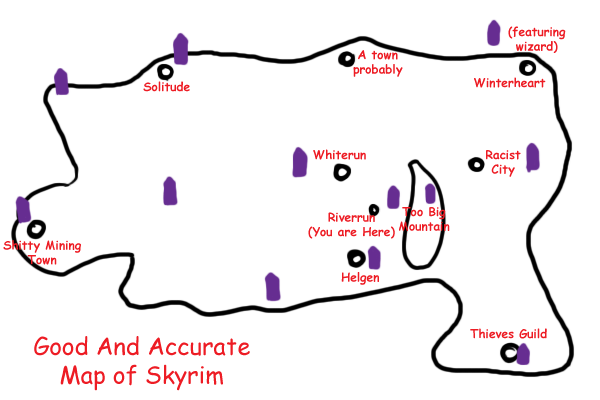 (featuring
wizard)
A town
probably
Solitude
Winterheart
Whiterun
Racist
City
Riverrun
(You are Here)
Too Big
Mountain
Shitty Mining
Town
Helgen
Thieves Guild
Good And Accurate
Map of Skyrim